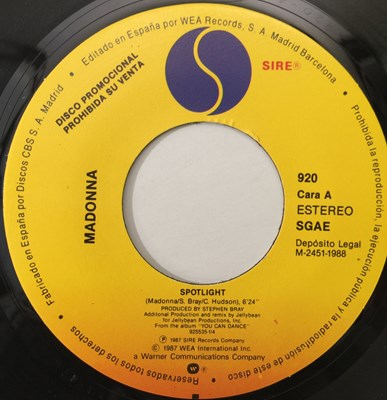 Editado en España por WEA Records, S. A. Madrid Barcelona
Fabricado en España por Discos CBS S. A. Madrid
DISCO PROMOCIONAL
PROHIBIDA SU VENTA
MADONNA
SIRE®
920
Cara A
ESTEREO
SGAE
Depósito Legal
M-2451-1988
SPOTLIGHT
(Madonna/S. Bray/C. Hudson), 6'24"
PRODUCED BY STEPHEN BRAY
Aditional Production and remix by Jellybean
for Jellybean Productions, Inc.
From the album "YOU CAN DANCE"
925535-1/4
℗ 1987 SIRE Records Company
© 1987 WEA International Inc.
a Warner Communications Company
Prohibida la reproducción, la ejecución pública y la radiodifusión de este disco
Reservados todos los derechos